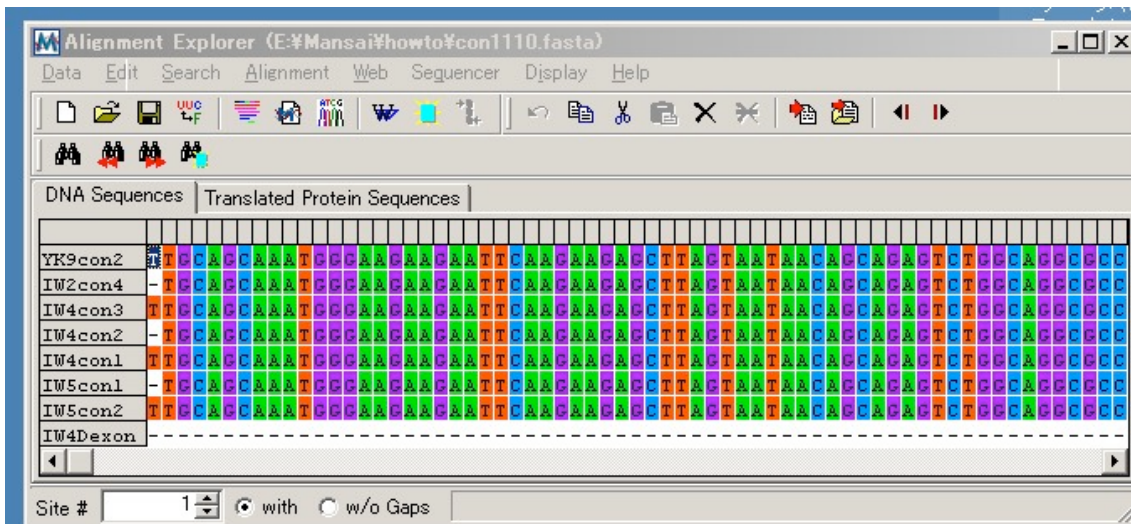 Alignment Explorer (E:¥Mansai¥howto¥con1110.fasta)
Data Edit Search Alignment Web Sequencer Display Help
DNA Sequences Translated Protein Sequences
YK9con2 TTGCAGCAAATGGGAAGAAGAATTCAAGAAGAGCTTAGTAATAACAGCAGAGTCTGGCAGGCGCC
IW2con4 -TGCAGCAAATGGGAAGAAGAATTCAAGAAGAGCTTAGTAATAACAGCAGAGTCTGGCAGGCGCC
IW4con3 TTGCAGCAAATGGGAAGAAGAATTCAAGAAGAGCTTAGTAATAACAGCAGAGTCTGGCAGGCGCC
IW4con2 -TGCAGCAAATGGGAAGAAGAATTCAAGAAGAGCTTAGTAATAACAGCAGAGTCTGGCAGGCGCC
IW4con1 TTGCAGCAAATGGGAAGAAGAATTCAAGAAGAGCTTAGTAATAACAGCAGAGTCTGGCAGGCGCC
IW5con1 -TGCAGCAAATGGGAAGAAGAATTCAAGAAGAGCTTAGTAATAACAGCAGAGTCTGGCAGGCGCC
IW5con2 TTGCAGCAAATGGGAAGAAGAATTCAAGAAGAGCTTAGTAATAACAGCAGAGTCTGGCAGGCGCC
IW4Dexon -----------------------------------------------------------------
Site # 1 with w/o Gaps